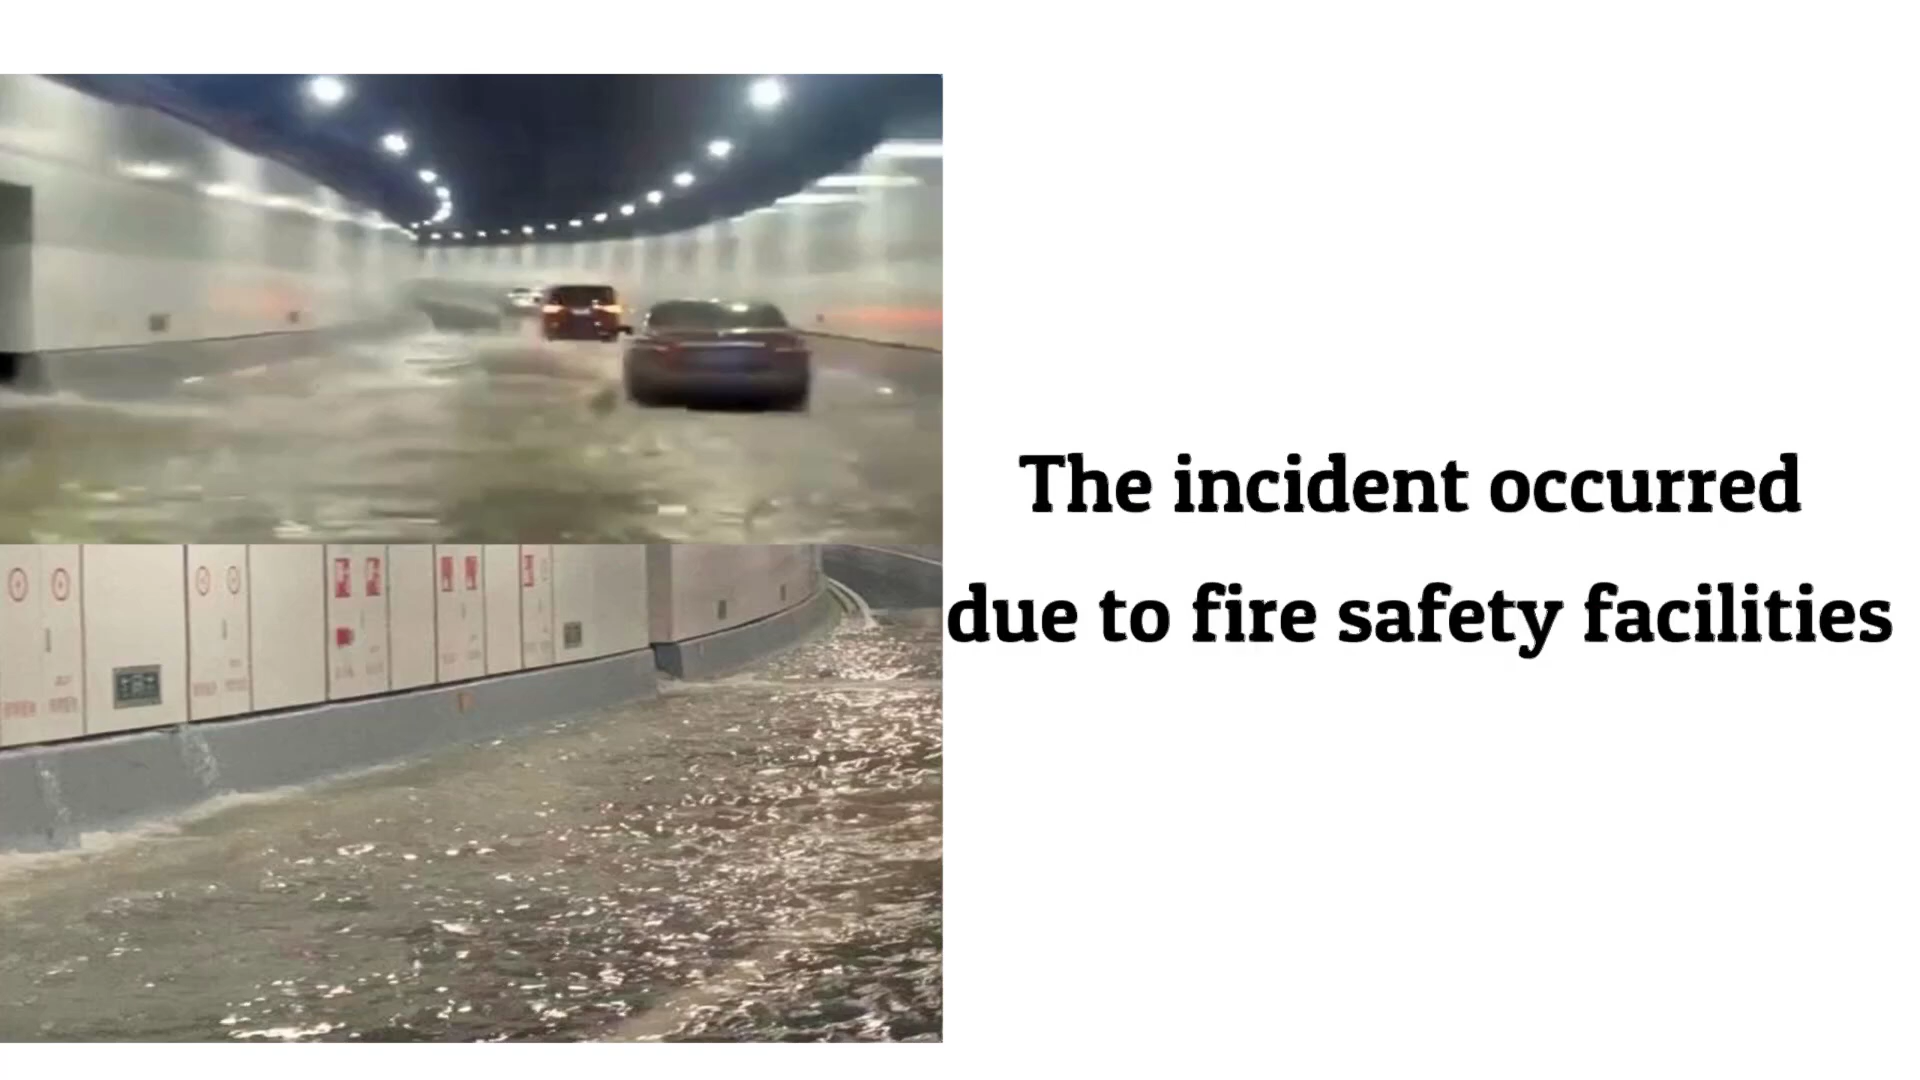 The incident occurred
due to fire safety facilities